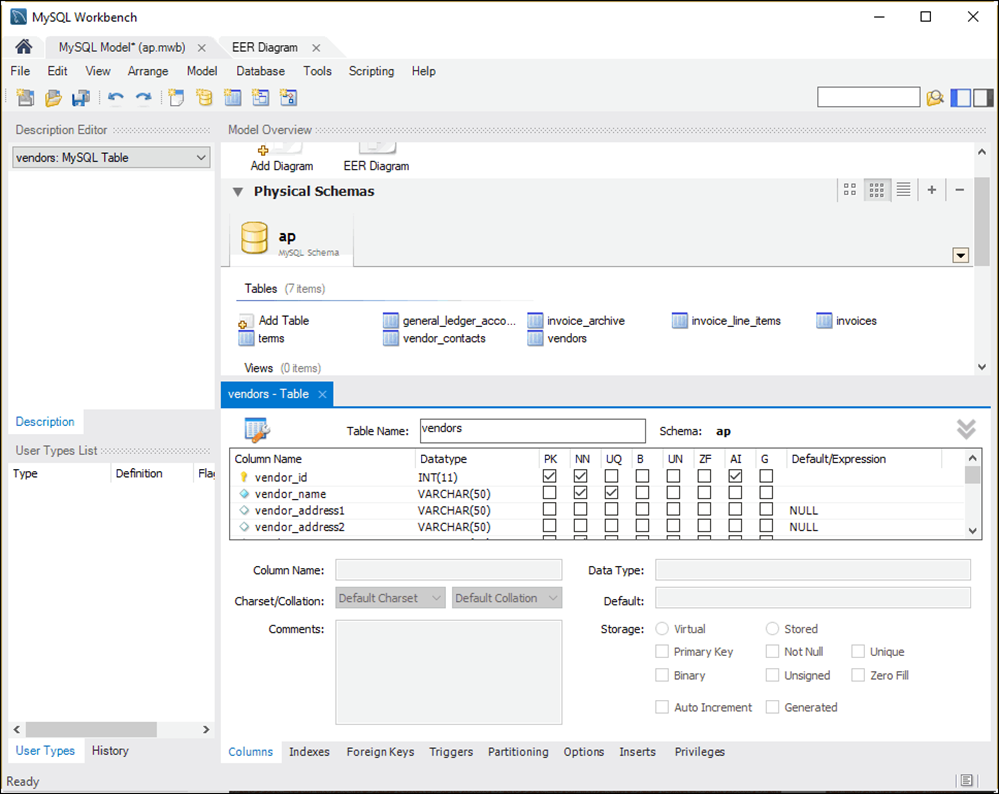 MySQL Workbench
MySQL Model* (ap.mwb) EER Diagram
File Edit View Arrange Model Database Tools Scripting Help
Description Editor
vendors: MySQL Table
Description
User Types List
Type Definition Flag
User Types History
Model Overview
Add Diagram EER Diagram
Physical Schemas
ap
MySQL Schema
Tables (7 items)
Add Table general_ledger_acco... invoice_archive invoice_line_items invoices
terms vendor_contacts vendors
Views (0 items)
vendors - Table
Table Name: vendors Schema: ap
Column Name Datatype PK NN UQ B UN ZF AI G Default/Expression
vendor_id INT(11)
vendor_name VARCHAR(50)
vendor_address1 VARCHAR(50) NULL
vendor_address2 VARCHAR(50) NULL
Column Name: Data Type:
Charset/Collation: Default Charset Default Collation Default:
Comments: Storage: Virtual Stored
Primary Key Not Null Unique
Binary Unsigned Zero Fill
Auto Increment Generated
Columns Indexes Foreign Keys Triggers Partitioning Options Inserts Privileges
Ready